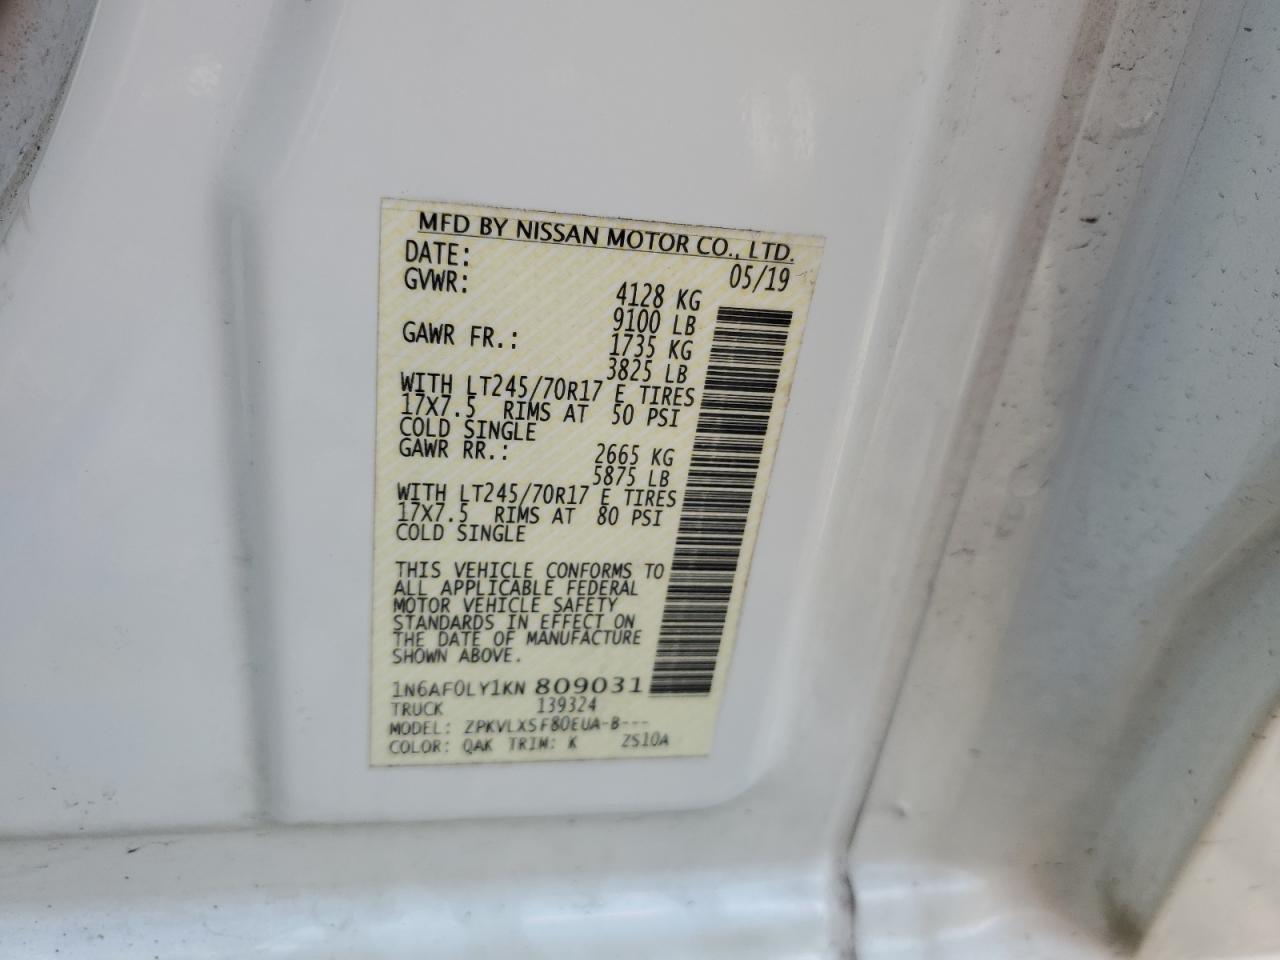 MFD BY NISSAN MOTOR CO., LTD.
DATE: 05/19
GVWR: 4128 KG
9100 LB
GAWR FR.: 1735 KG
3825 LB
WITH LT245/70R17 E TIRES
17X7.5 RIMS AT 50 PSI
COLD SINGLE
GAWR RR.: 2665 KG
5875 LB
WITH LT245/70R17 E TIRES
17X7.5 RIMS AT 80 PSI
COLD SINGLE
THIS VEHICLE CONFORMS TO
ALL APPLICABLE FEDERAL
MOTOR VEHICLE SAFETY
STANDARDS IN EFFECT ON
THE DATE OF MANUFACTURE
SHOWN ABOVE.
1N6AF0LY1KN 809031
TRUCK 139324
MODEL: ZPKVLXSF80EUA-B---
COLOR: QAK TRIM: K ZS10A